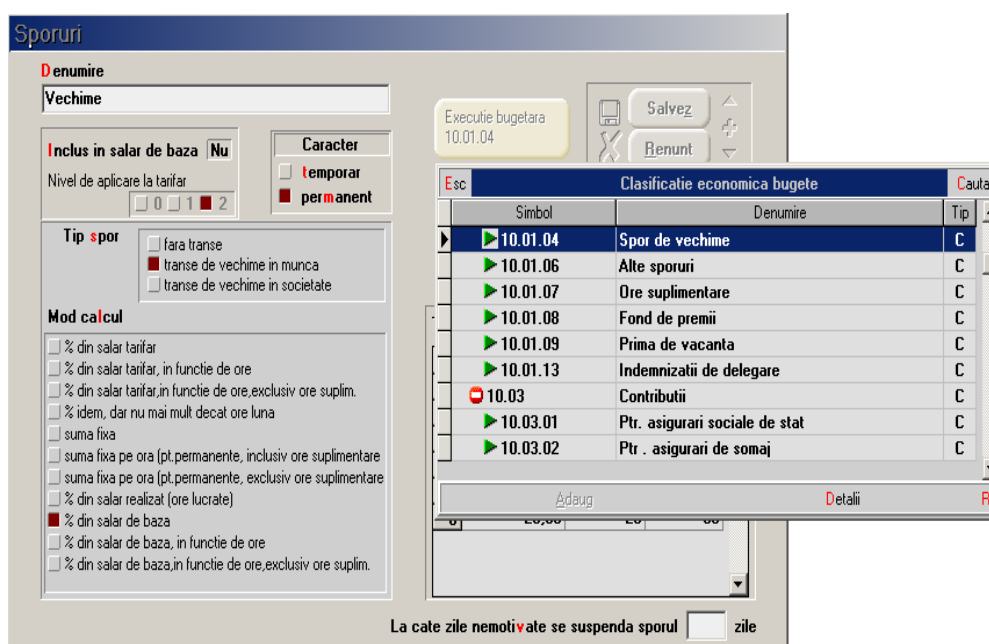 Sporuri
Denumire
Vechime
Inclus in salar de baza Nu
Nivel de aplicare la tarifar
0 1 2
Caracter
temporar
permanent
Executie bugetara
10.01.04
Salvez
Renunt
Tip spor
fara transe
transe de vechime in munca
transe de vechime in societate
Mod calcul
% din salar tarifar
% din salar tarifar, in functie de ore
% din salar tarifar,in functie de ore,exclusiv ore suplim.
% idem, dar nu mai mult decat ore luna
suma fixa
suma fixa pe ora (pt.permanente, inclusiv ore suplimentare
suma fixa pe ora (pt.permanente, exclusiv ore suplimentare
% din salar realizat (ore lucrate)
% din salar de baza
% din salar de baza, in functie de ore
% din salar de baza,in functie de ore,exclusiv ore suplim.
Esc Clasificatie economica bugete Cauta
Simbol Denumire Tip
10.01.04 Spor de vechime C
10.01.06 Alte sporuri C
10.01.07 Ore suplimentare C
10.01.08 Fond de premii C
10.01.09 Prima de vacanta C
10.01.13 Indemnizatii de delegare C
10.03 Contributii C
10.03.01 Ptr. asigurari sociale de stat C
10.03.02 Ptr . asigurari de somaj C
Adaug Detalii R
La cate zile nemotivate se suspenda sporul zile